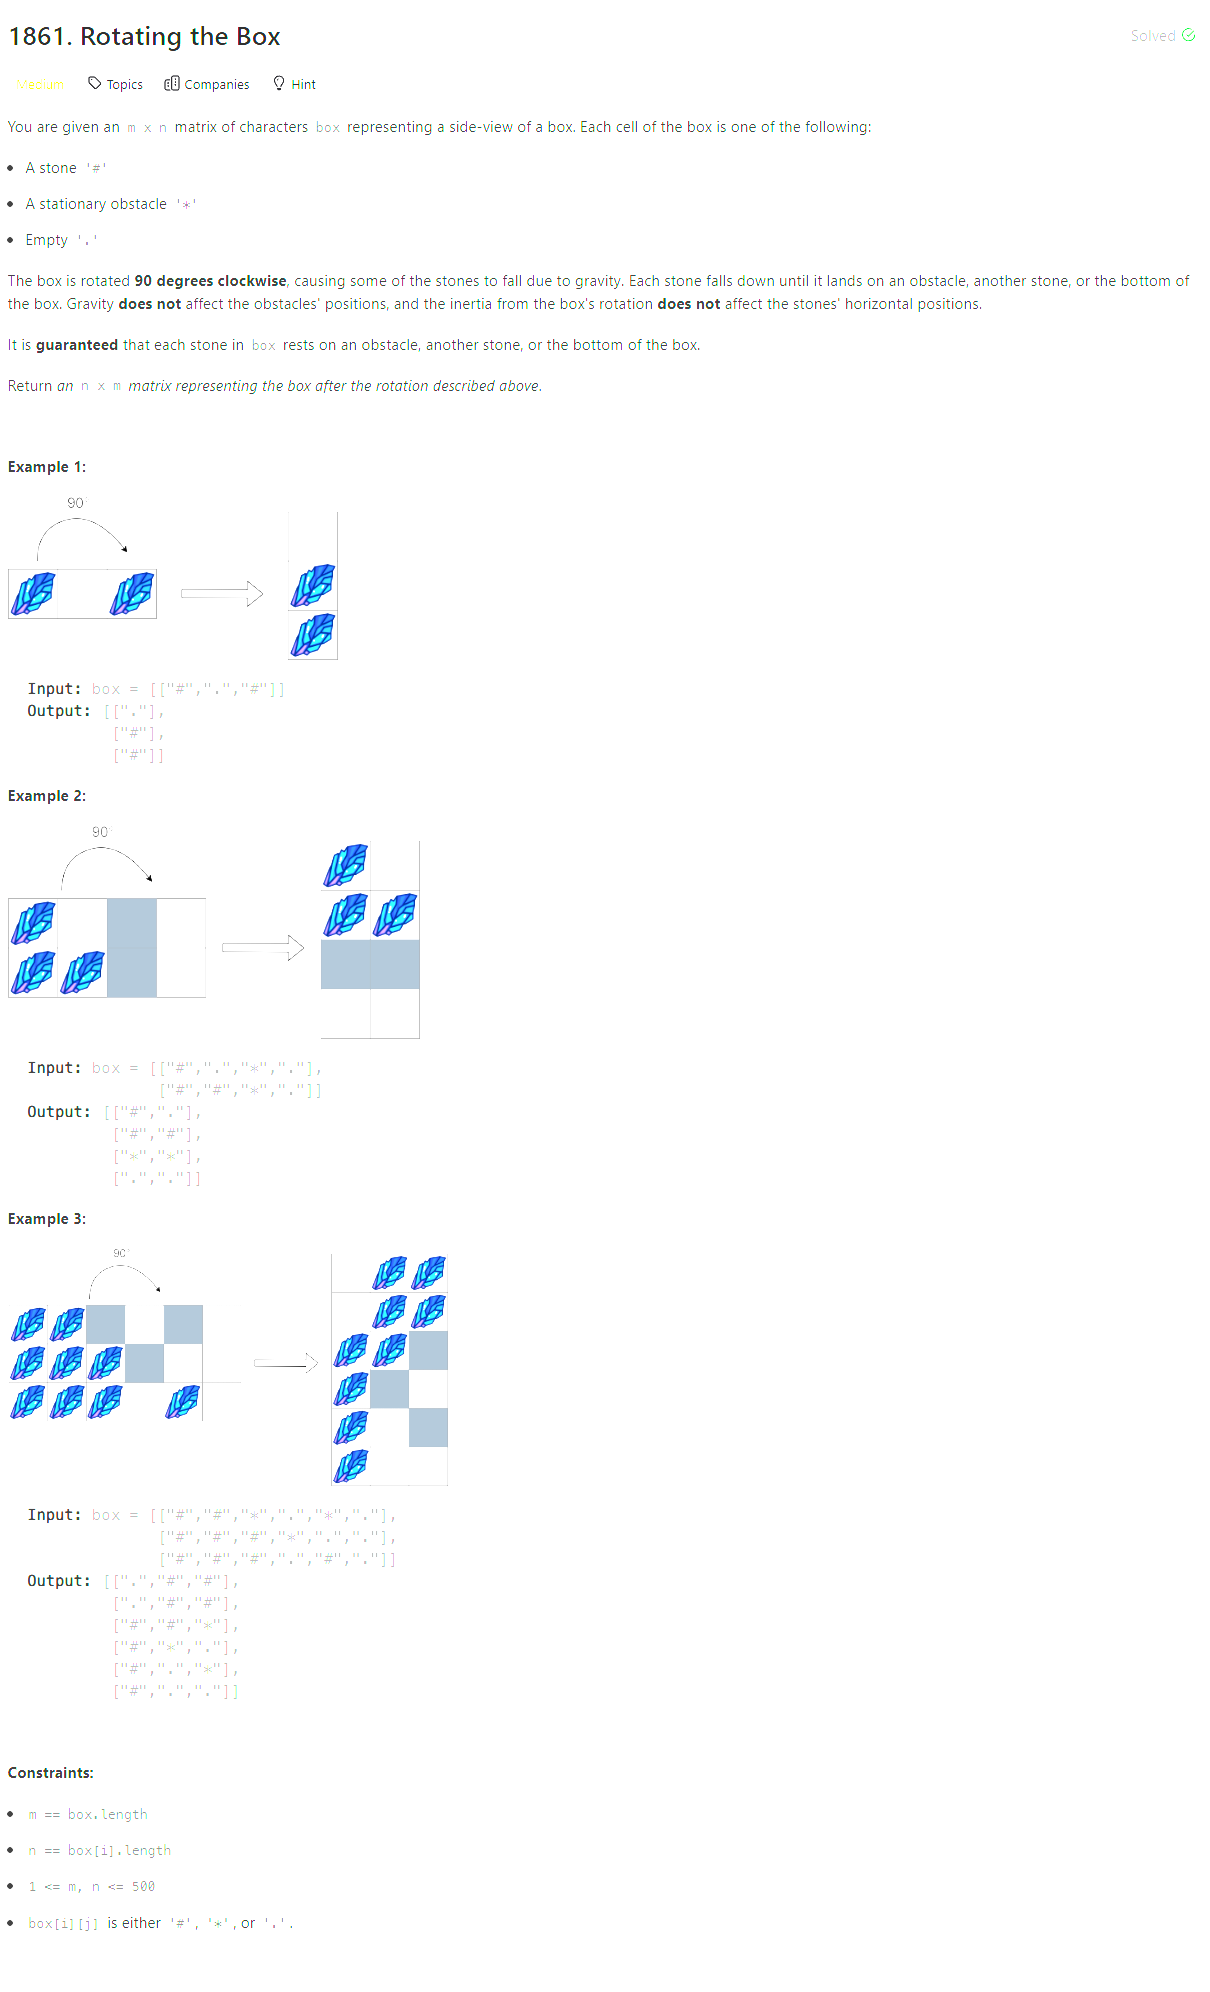 1861. Rotating the Box
Solved
Medium Topics Companies Hint
You are given an m x n matrix of characters box representing a side-view of a box. Each cell of the box is one of the following:
• A stone '#'
• A stationary obstacle '*'
• Empty '.'
The box is rotated 90 degrees clockwise, causing some of the stones to fall due to gravity. Each stone falls down until it lands on an obstacle, another stone, or the bottom of
the box. Gravity does not affect the obstacles' positions, and the inertia from the box's rotation does not affect the stones' horizontal positions.
It is guaranteed that each stone in box rests on an obstacle, another stone, or the bottom of the box.
Return an n x m matrix representing the box after the rotation described above.
Example 1:
90°
Input: box = [["#",".","#"]]
Output: [["."],
["#"],
["#"]]
Example 2:
90°
Input: box = [["#",".","*","."],
["#","#","*","."]]
Output: [["#","."],
["#","#"],
["*","*"],
[".","."]]
Example 3:
90°
Input: box = [["#","#","*",".","*","."],
["#","#","#","*",".","."],
["#","#","#",".","#","."]]
Output: [[".","#","#"],
[".","#","#"],
["#","#","*"],
["#","*","."],
["#",".","*"],
["#",".","."]]
Constraints:
• m == box.length
• n == box[i].length
• 1 <= m, n <= 500
• box[i][j] is either '#', '*', or '.'.